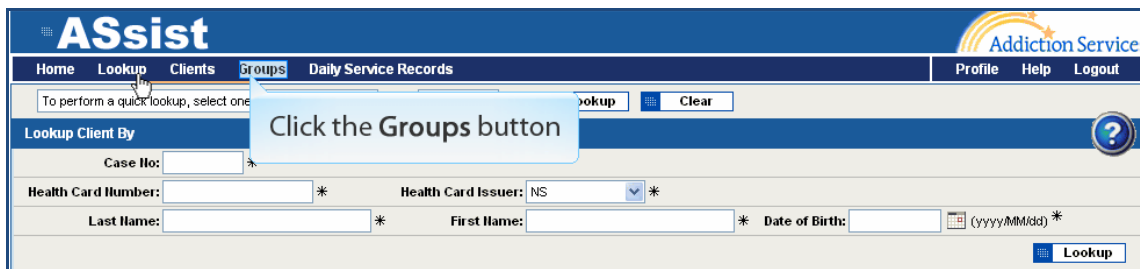 ASsist
Addiction Service
Home Lookup Clients Groups Daily Service Records Profile Help Logout
To perform a quick lookup, select one Lookup Clear
Click the Groups button
Lookup Client By ?
Case No: *
Health Card Number: * Health Card Issuer: NS *
Last Name: * First Name: * Date of Birth: (yyyy/MM/dd) *
Lookup